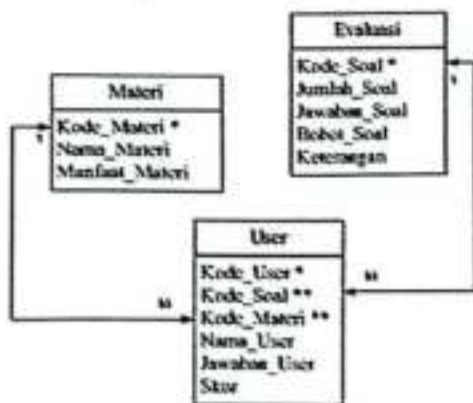 Evaluasi
Kode_Soal *
Jumlah_Soal
Jawaban_Soal
Bobot_Soal
Keterangan
Materi
Kode_Materi *
Nama_Materi
Manfaat_Materi
User
Kode_User *
Kode_Soal **
Kode_Materi **
Nama_User
Jawaban_User
Skor